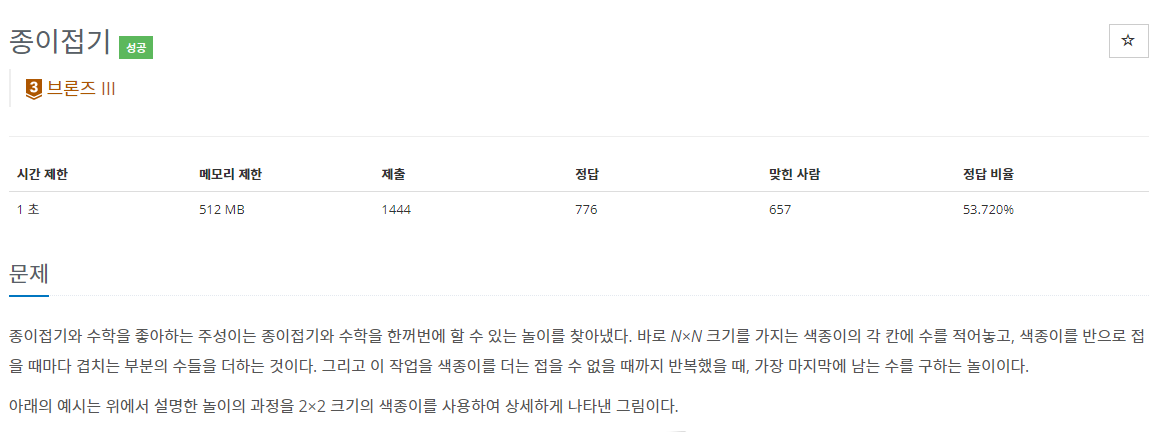 종이접기 성공
☆
3 브론즈 III
시간 제한 메모리 제한 제출 정답 맞힌 사람 정답 비율
1 초 512 MB 1444 776 657 53.720%
문제
종이접기와 수학을 좋아하는 주성이는 종이접기와 수학을 한꺼번에 할 수 있는 놀이를 찾아냈다. 바로 N×N 크기를 가지는 색종이의 각 칸에 수를 적어놓고, 색종이를 반으로 접
을 때마다 겹치는 부분의 수들을 더하는 것이다. 그리고 이 작업을 색종이를 더는 접을 수 없을 때까지 반복했을 때, 가장 마지막에 남는 수를 구하는 놀이이다.
아래의 예시는 위에서 설명한 놀이의 과정을 2×2 크기의 색종이를 사용하여 상세하게 나타낸 그림이다.